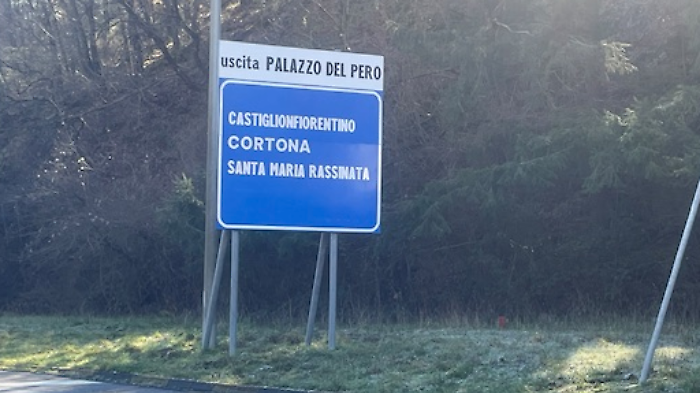 uscita PALAZZO DEL PERO
CASTIGLIONFIORENTINO
CORTONA
SANTA MARIA RASSINATA